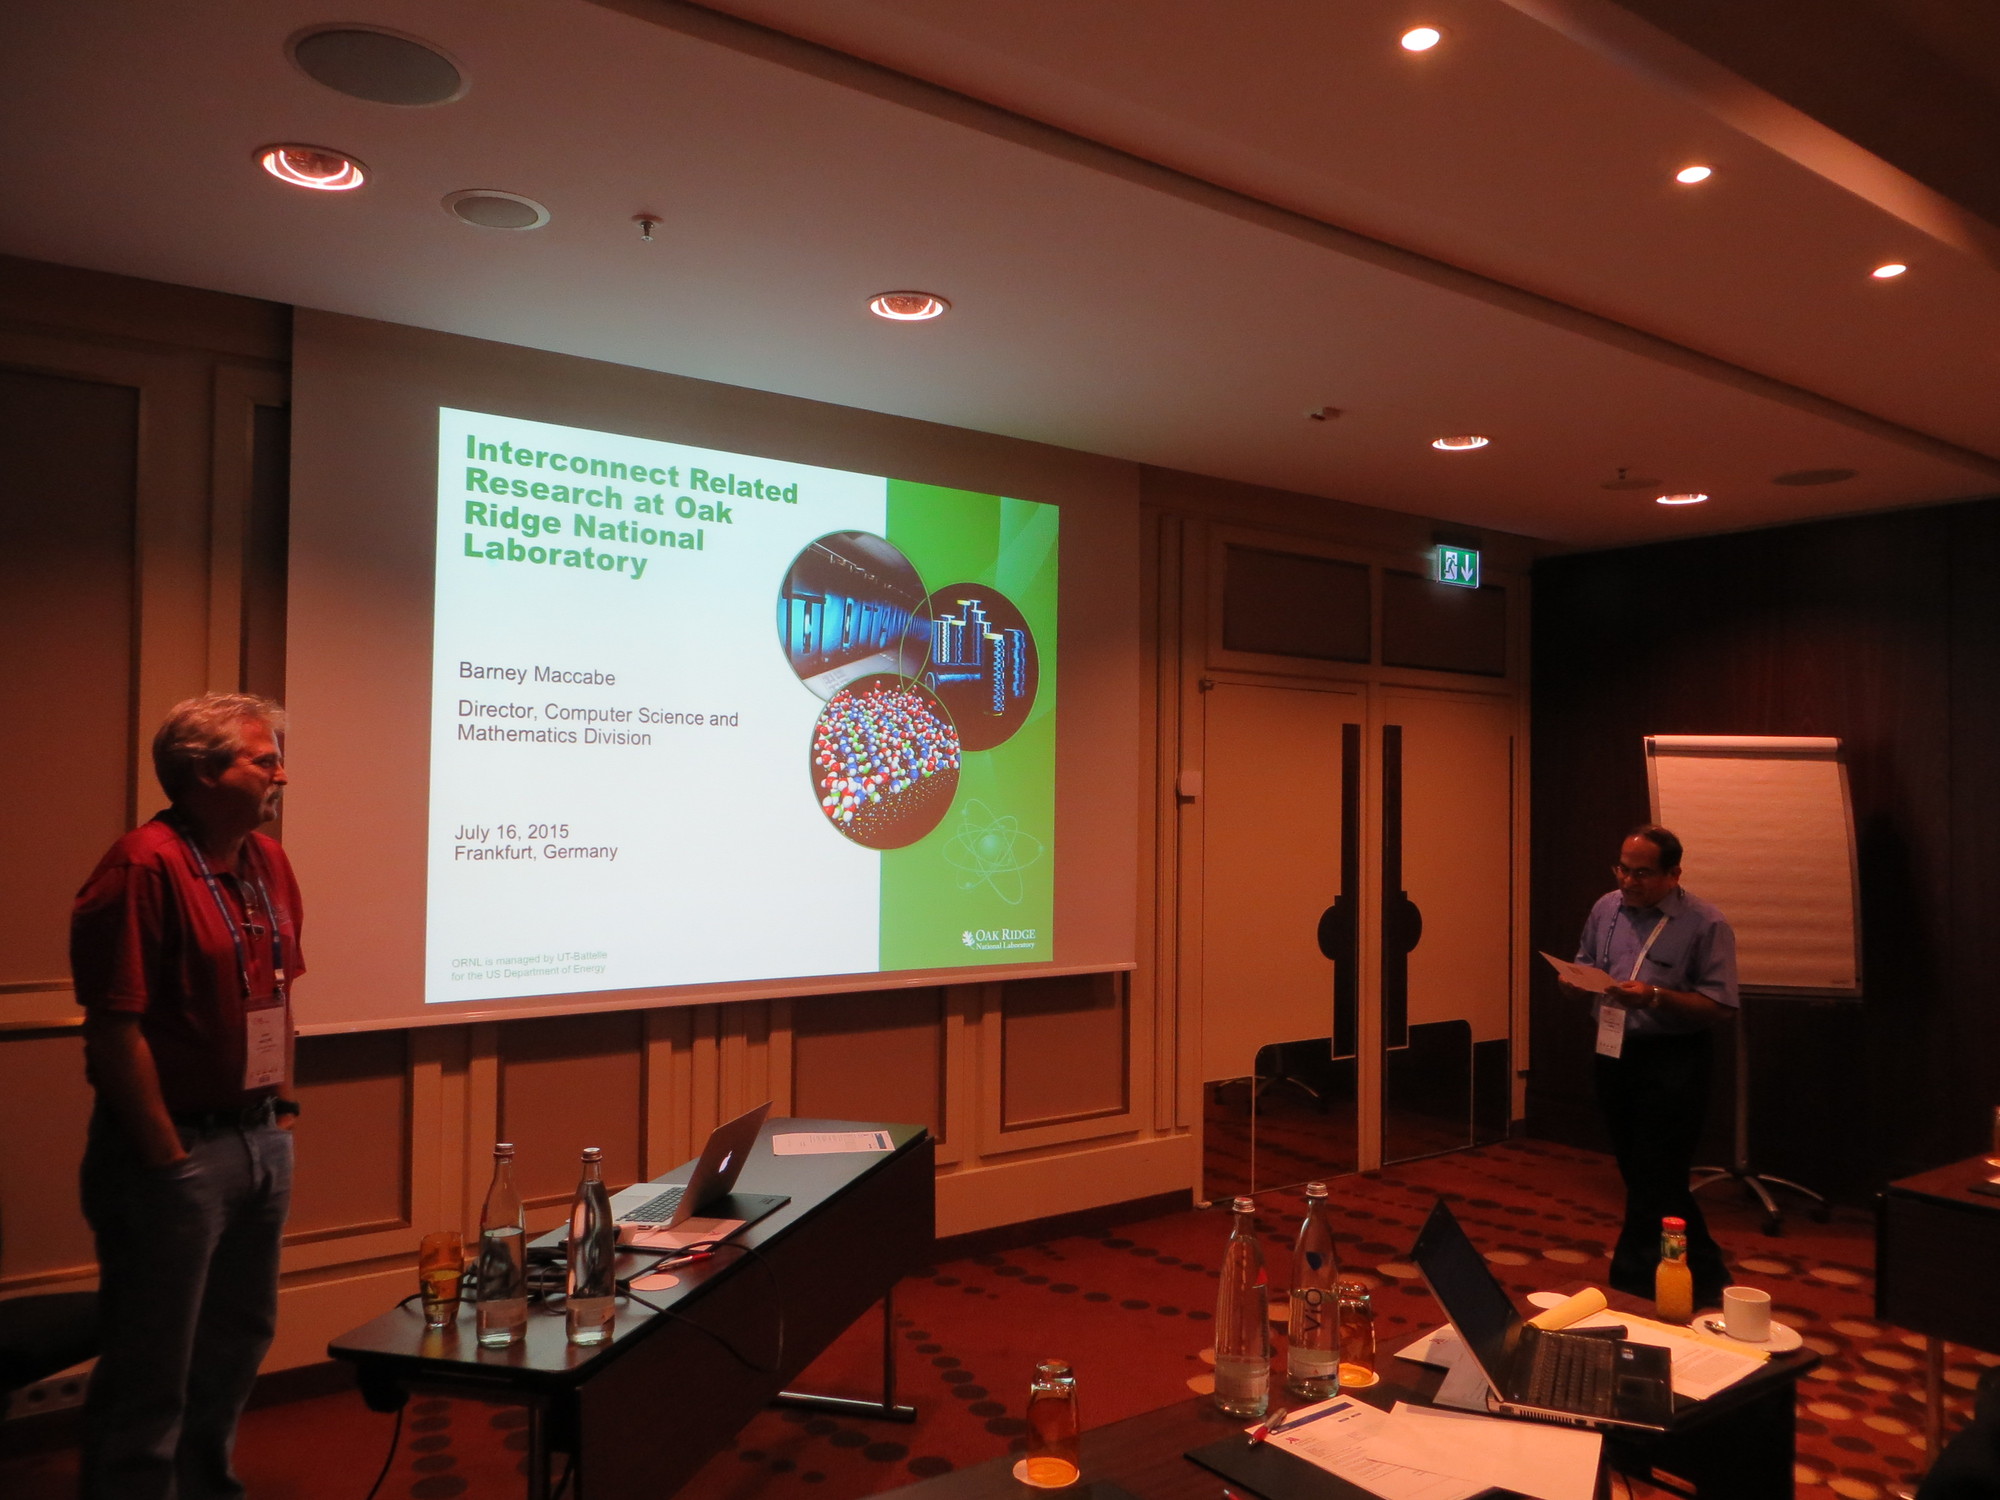 Interconnect Related
Research at Oak
Ridge National
Laboratory
Barney Maccabe
Director, Computer Science and
Mathematics Division
July 16, 2015
Frankfurt, Germany
ORNL is managed by UT-Battelle
for the US Department of Energy
OAK RIDGE
National Laboratory
ViO